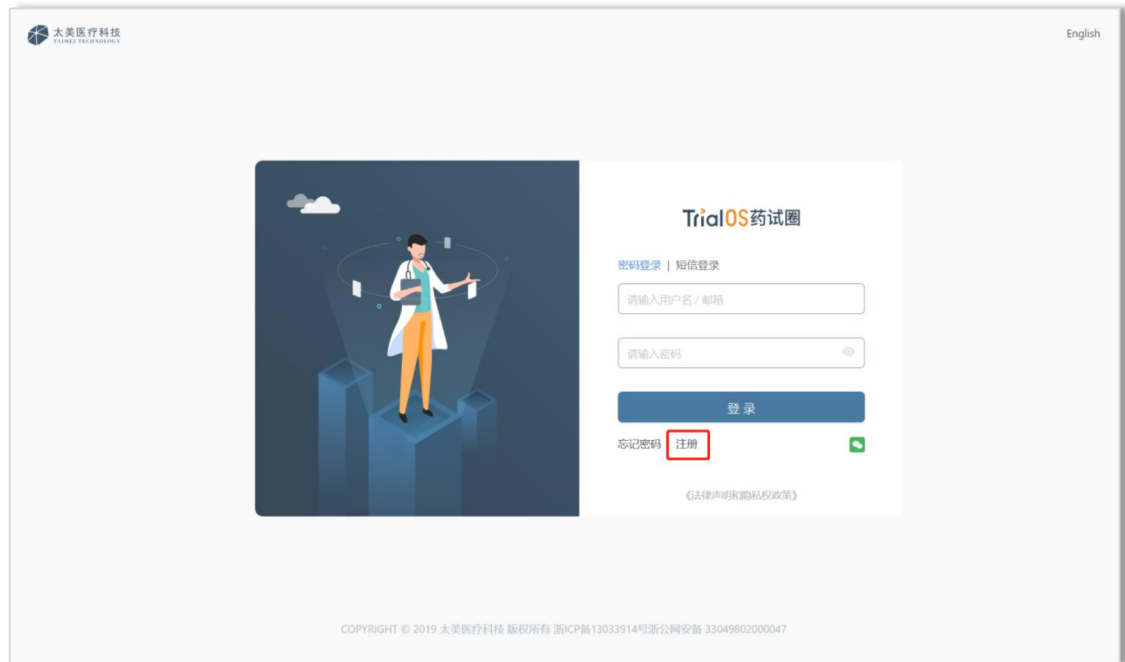 太美医疗科技
TAIMEI TECHNOLOGY
English
TrialOS药试圈
密码登录 | 短信登录
请输入用户名 / 邮箱
请输入密码
登 录
忘记密码 注册
《法律声明和隐私权政策》
COPYRIGHT © 2019 太美医疗科技 版权所有 浙ICP备13033914号浙公网安备 33049802000047